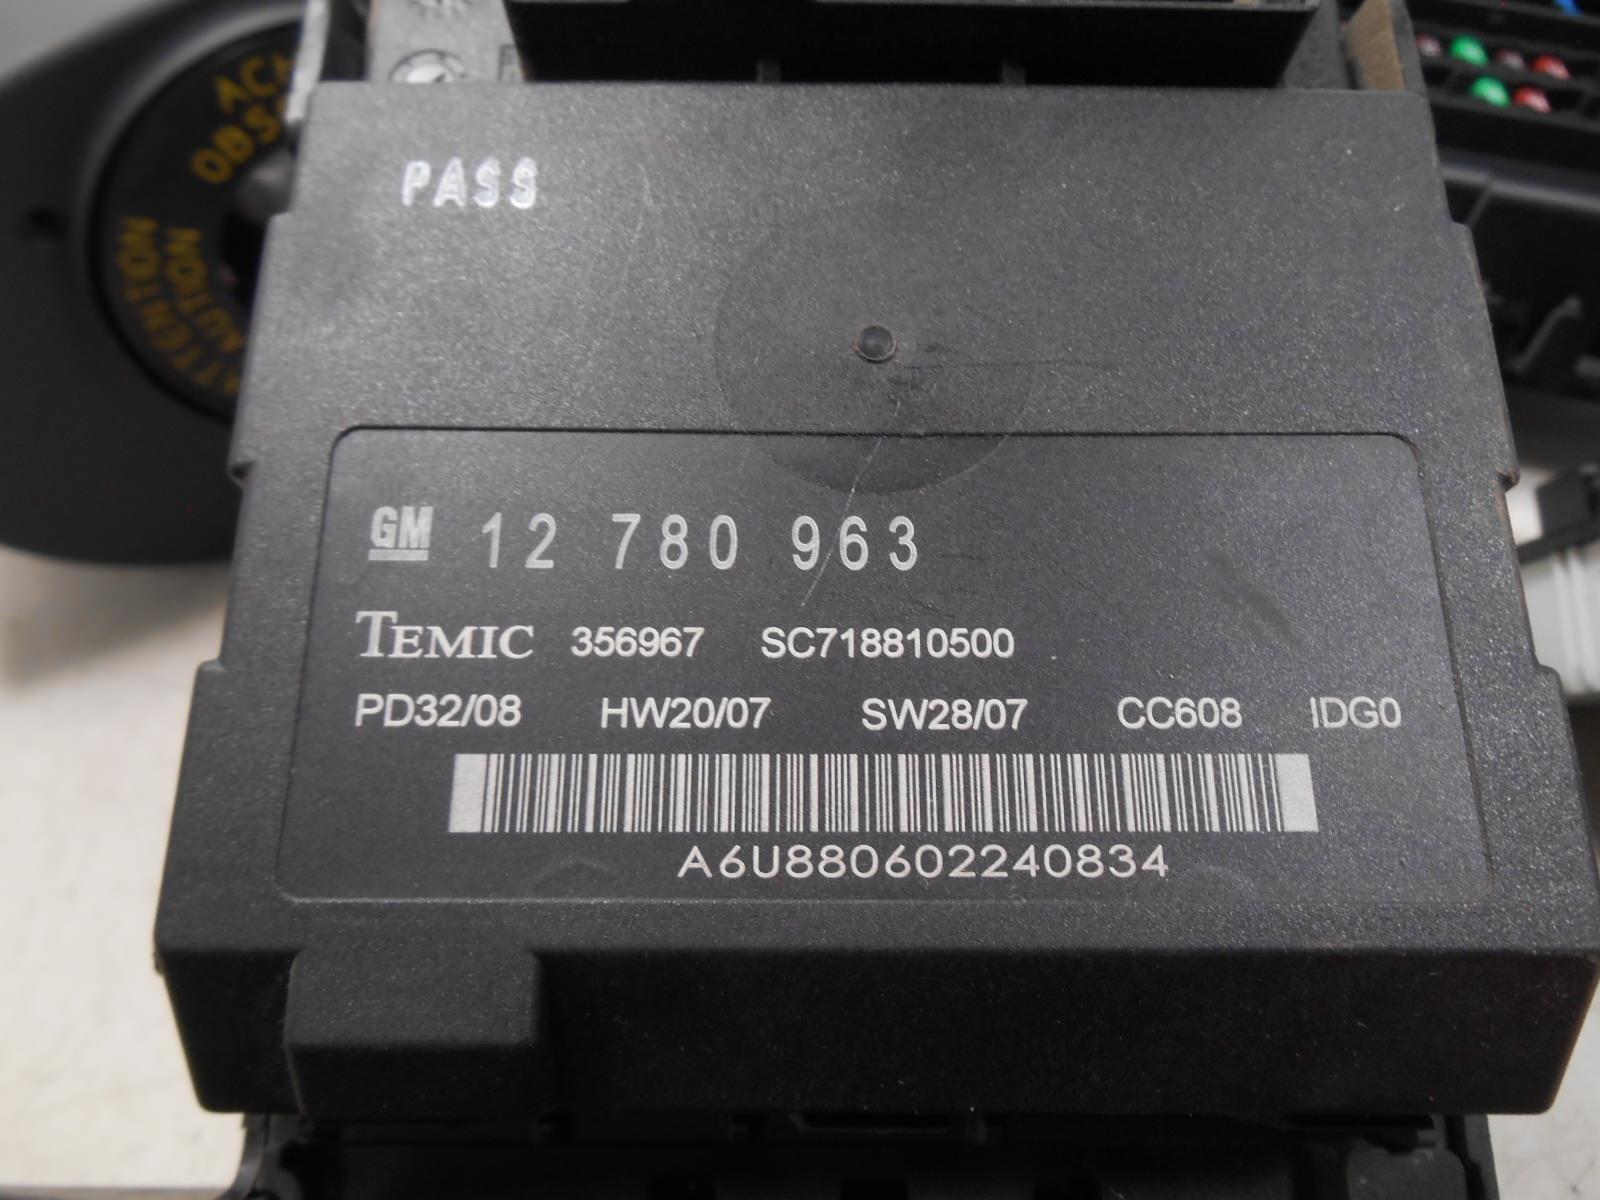 PASS
GM 12 780 963
TEMIC 356967 SC718810500
PD32/08 HW20/07 SW28/07 CC608 IDG0
A6U880602240834